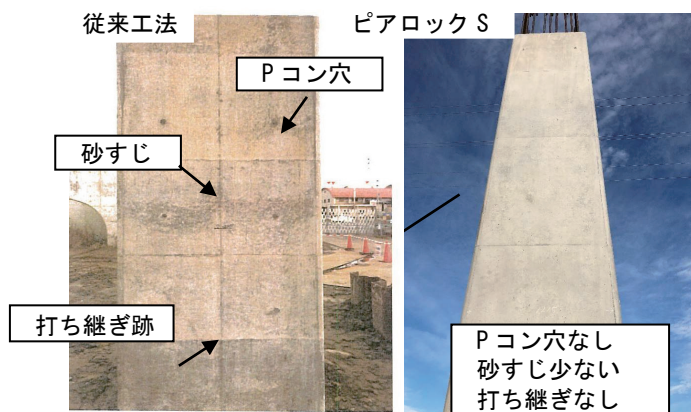 従来工法
ピアロックS
Pコン穴
砂すじ
打ち継ぎ跡
Pコン穴なし
砂すじ少ない
打ち継ぎなし